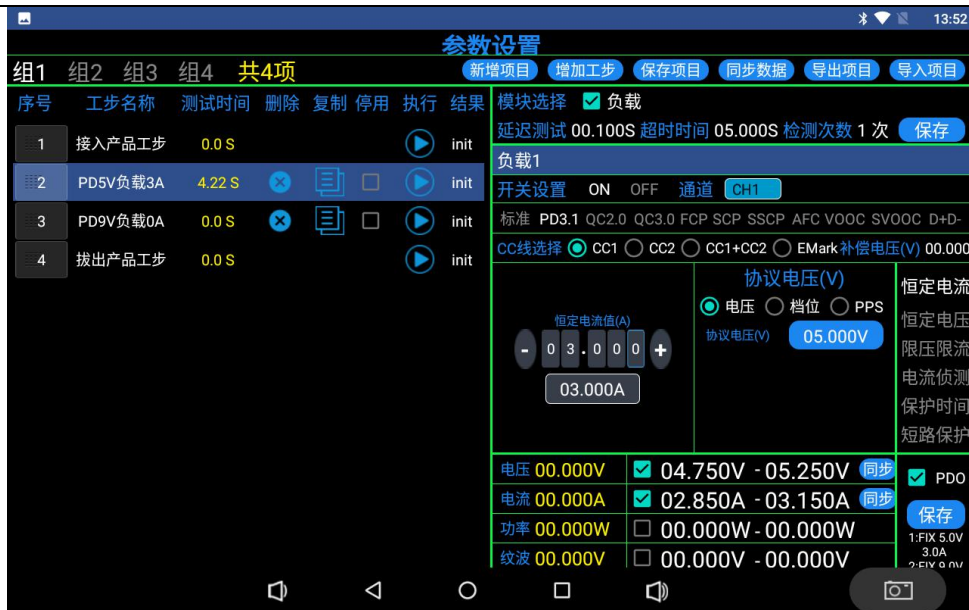 13:52
参数设置
组1 组2 组3 组4 共4项 新增项目 增加工步 保存项目 同步数据 导出项目 导入项目
序号 工步名称 测试时间 删除 复制 停用 执行 结果
1 接入产品工步 0.0 S init
2 PD5V负载3A 4.22 S init
3 PD9V负载0A 0.0 S init
4 拔出产品工步 0.0 S init
模块选择 负载
延迟测试 00.100S 超时时间 05.000S 检测次数 1 次 保存
负载1
开关设置 ON OFF 通道 CH1
标准 PD3.1 QC2.0 QC3.0 FCP SCP SSCP AFC VOOC SVOOC D+D-
CC线选择 CC1 CC2 CC1+CC2 EMark 补偿电压(V) 00.000
恒定电流值(A)
- 0 3 . 0 0 0 +
03.000A
协议电压(V)
电压 档位 PPS
协议电压(V) 05.000V
恒定电流
恒定电压
限压限流
电流侦测
保护时间
短路保护
电压 00.000V 04.750V - 05.250V 同步
电流 00.000A 02.850A - 03.150A 同步
功率 00.000W 00.000W - 00.000W
纹波 00.000V 00.000V - 00.000V
PDO
保存
1:FIX 5.0V
3.0A
2:FIX 9.0V